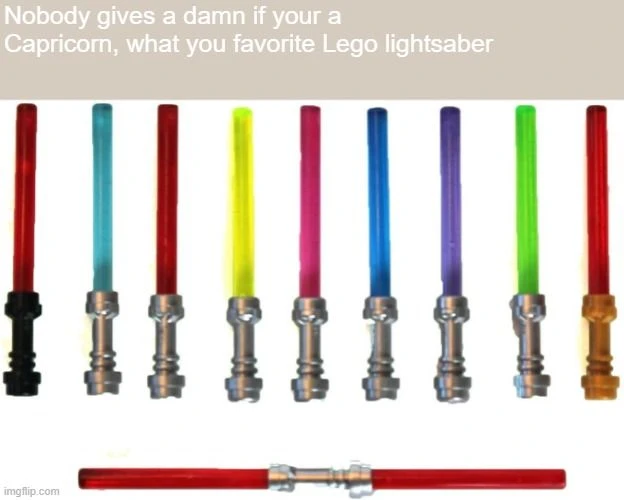 Nobody gives a damn if your a
Capricorn, what you favorite Lego lightsaber
imgflip.com